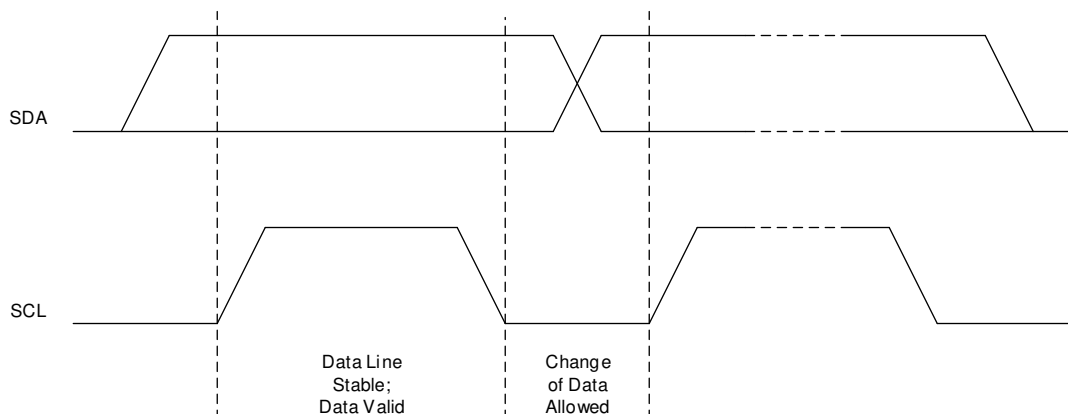 SDA
SCL
Data Line
Stable;
Data Valid
Change
of Data
Allowed